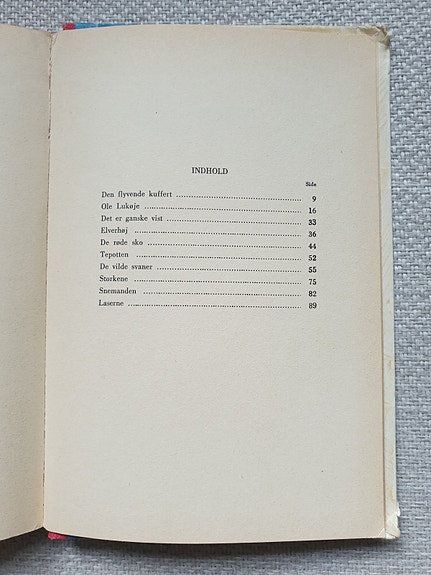 INDHOLD
Side
Den flyvende kuffert 9
Ole Lukøje 16
Det er ganske vist 33
Elverhøj 36
De røde sko 44
Tepotten 52
De vilde svaner 55
Storkene 75
Snemanden 82
Laserne 89